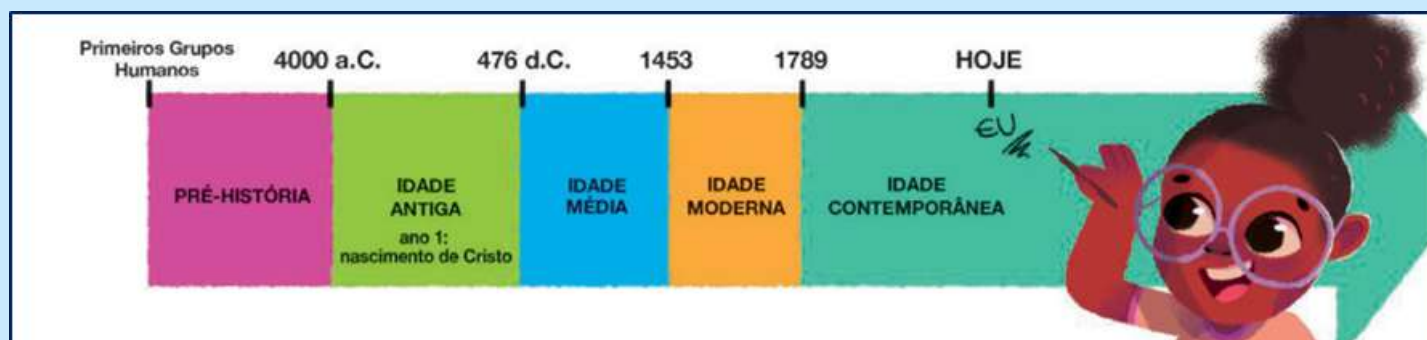 Primeiros Grupos
Humanos
4000 a.C.
476 d.C.
1453
1789
HOJE
EU
PRÉ-HISTÓRIA
IDADE
ANTIGA
ano 1:
nascimento de Cristo
IDADE
MÉDIA
IDADE
MODERNA
IDADE
CONTEMPORÂNEA